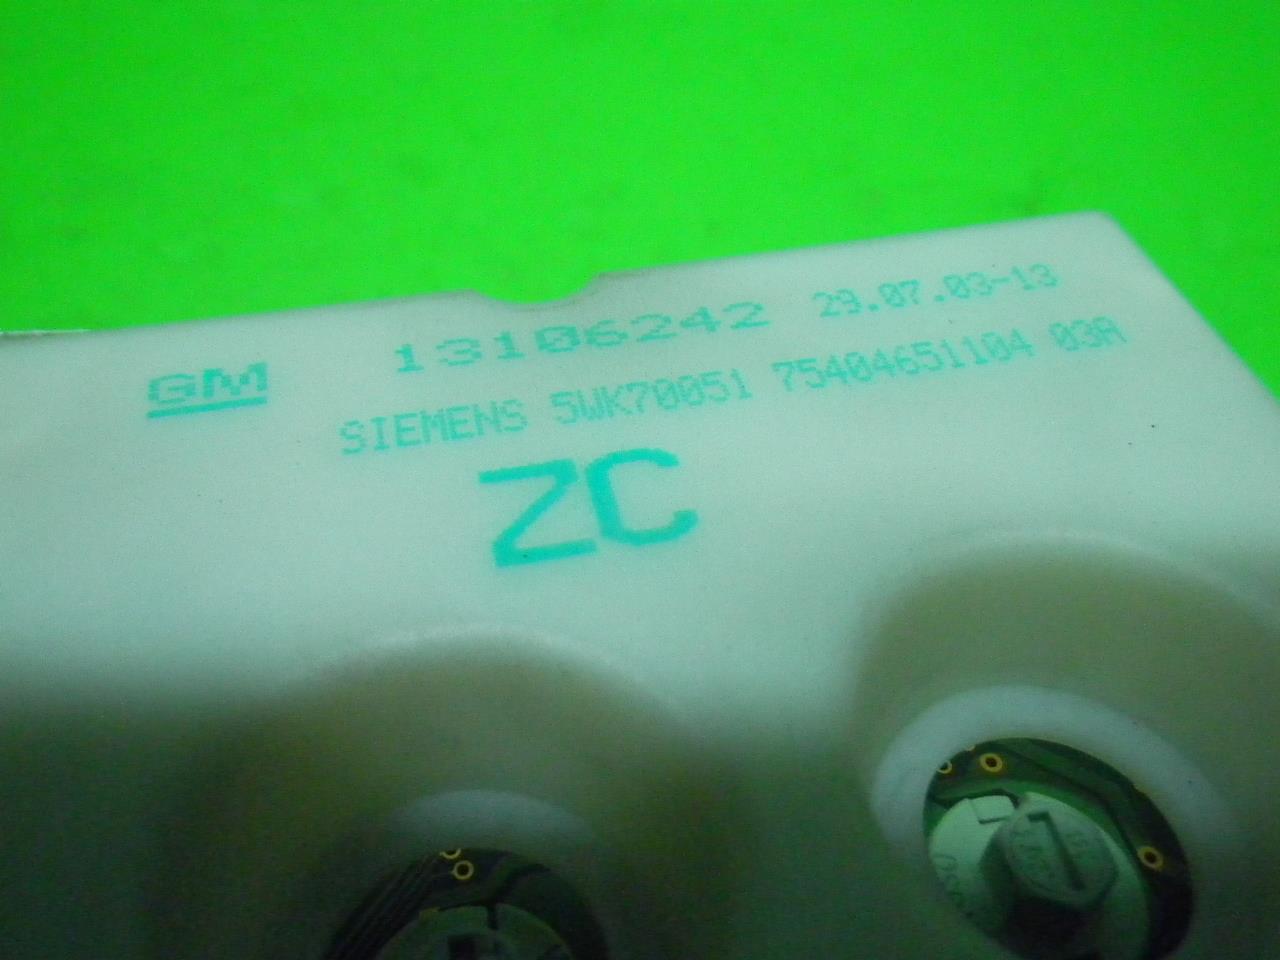 GM 13106242 29.07.03-13
SIEMENS 5WK70051 75404651104 03A
ZC